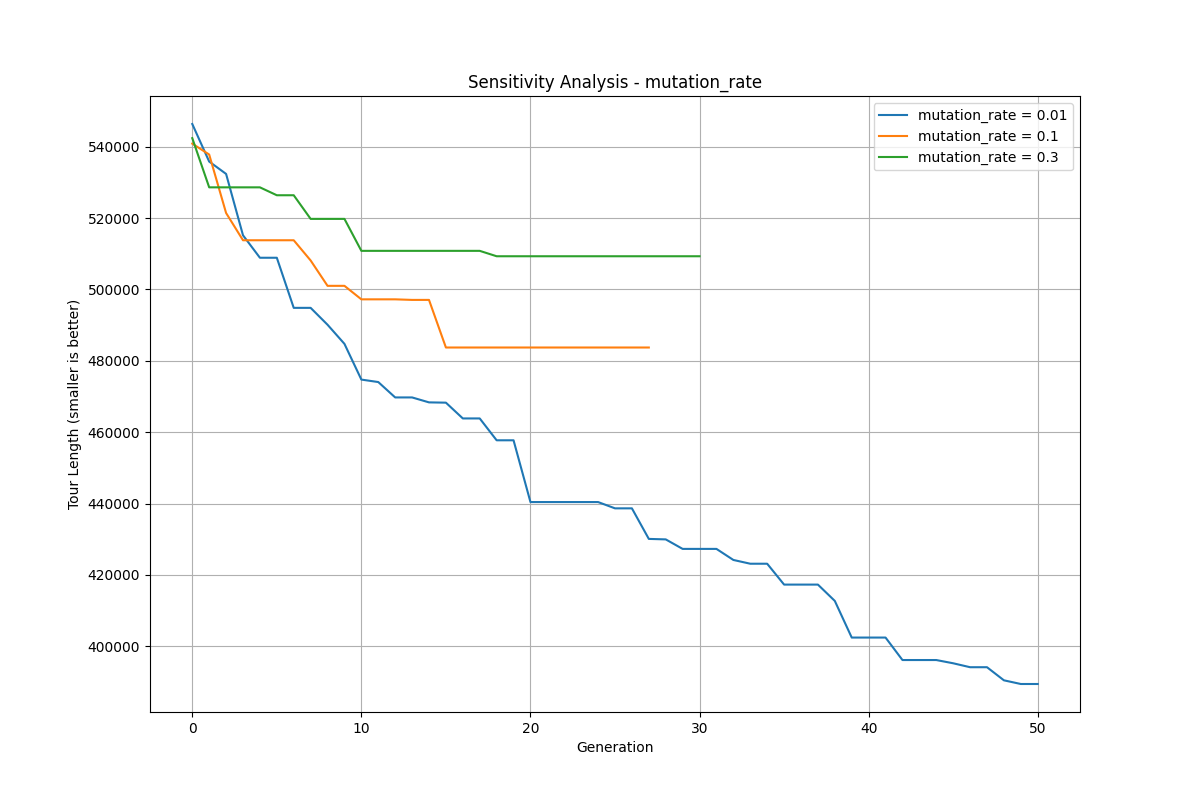 Sensitivity Analysis - mutation_rate
mutation_rate = 0.01
mutation_rate = 0.1
mutation_rate = 0.3
Tour Length (smaller is better)
540000
520000
500000
480000
460000
440000
420000
400000
0 10 20 30 40 50
Generation